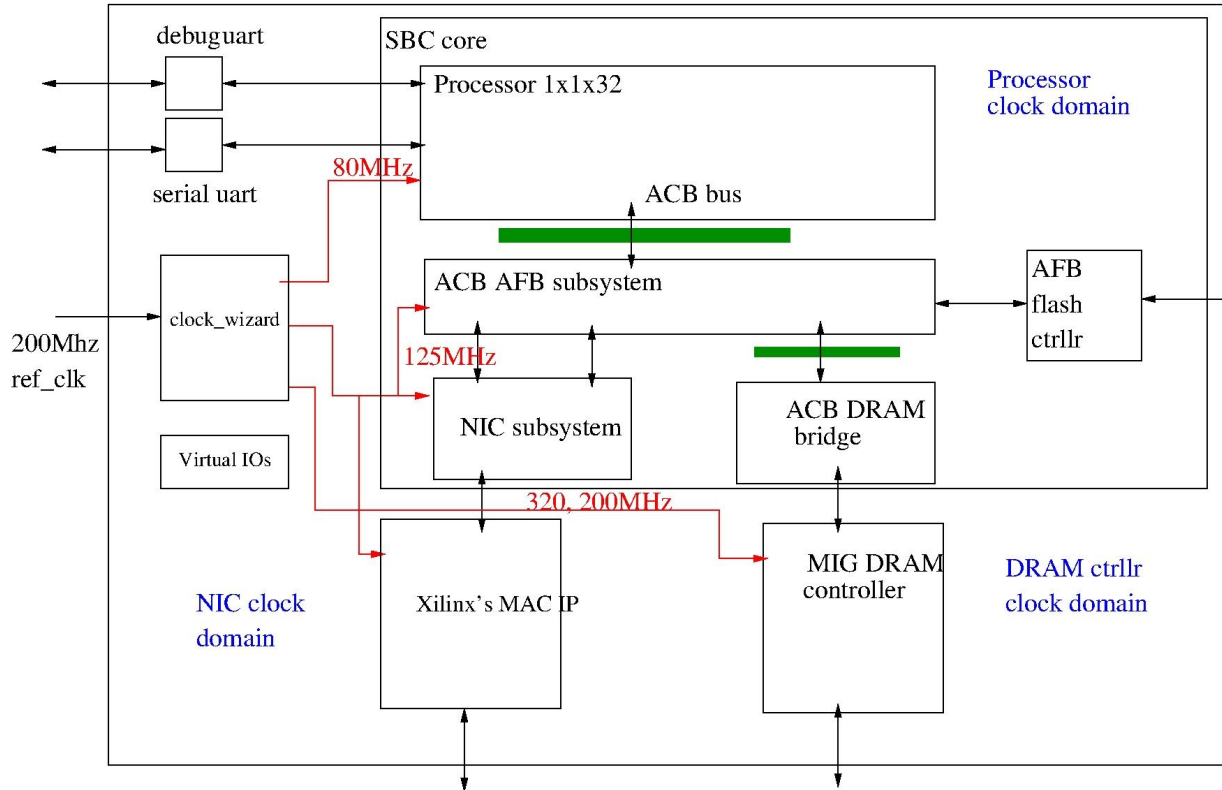 debuguart
SBC core
Processor 1x1x32
Processor
clock domain
80MHz
serial uart
ACB bus
ACB AFB subsystem
AFB
flash
ctrllr
clock_wizard
200Mhz
ref_clk
125MHz
NIC subsystem
ACB DRAM
bridge
Virtual IOs
320, 200MHz
MIG DRAM
controller
DRAM ctrllr
clock domain
NIC clock
domain
Xilinx's MAC IP